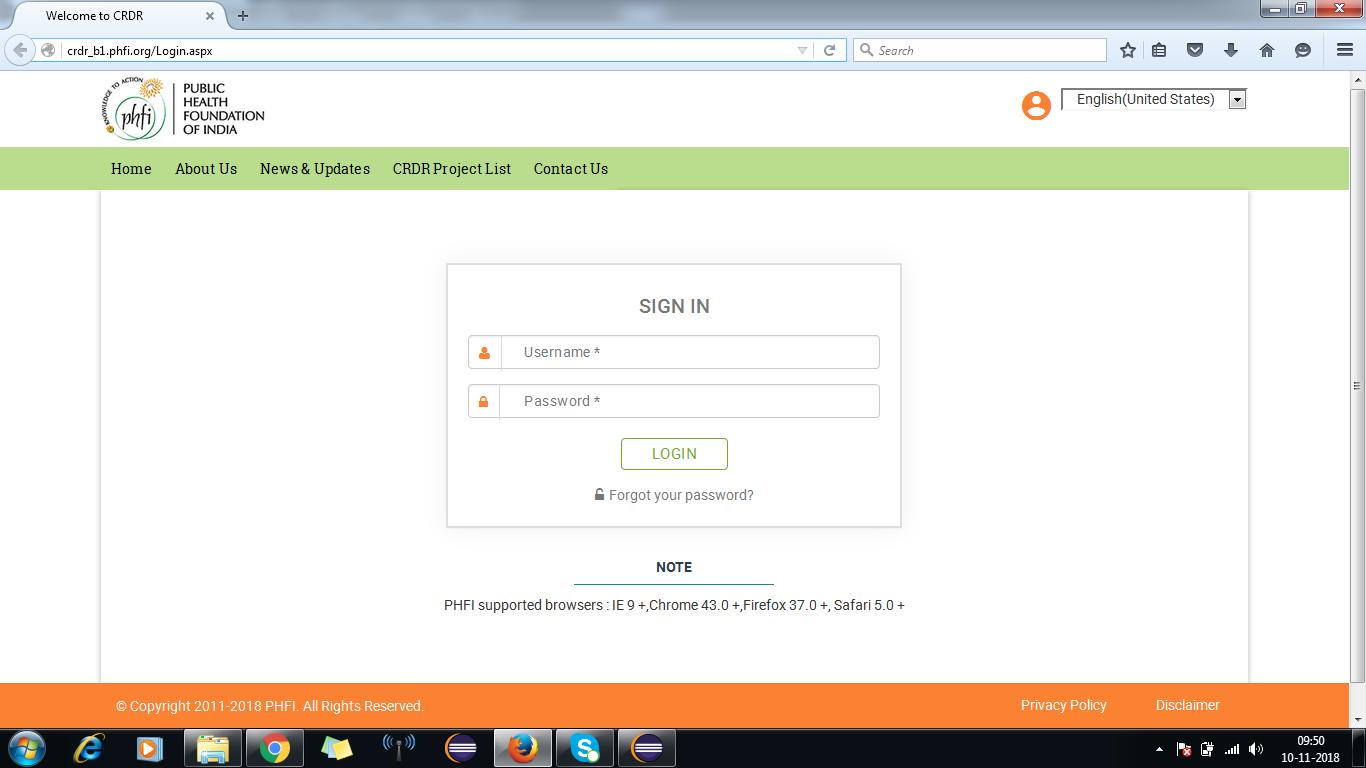 Welcome to CRDR
crdr_b1.phfi.org/Login.aspx
Search
KNOWLEDGE TO ACTION
phfi
PUBLIC
HEALTH
FOUNDATION
OF INDIA
English(United States)
Home About Us News & Updates CRDR Project List Contact Us
SIGN IN
Username *
Password *
LOGIN
Forgot your password?
NOTE
PHFI supported browsers : IE 9 +,Chrome 43.0 +,Firefox 37.0 +, Safari 5.0 +
© Copyright 2011-2018 PHFI. All Rights Reserved. Privacy Policy Disclaimer
09:50
10-11-2018